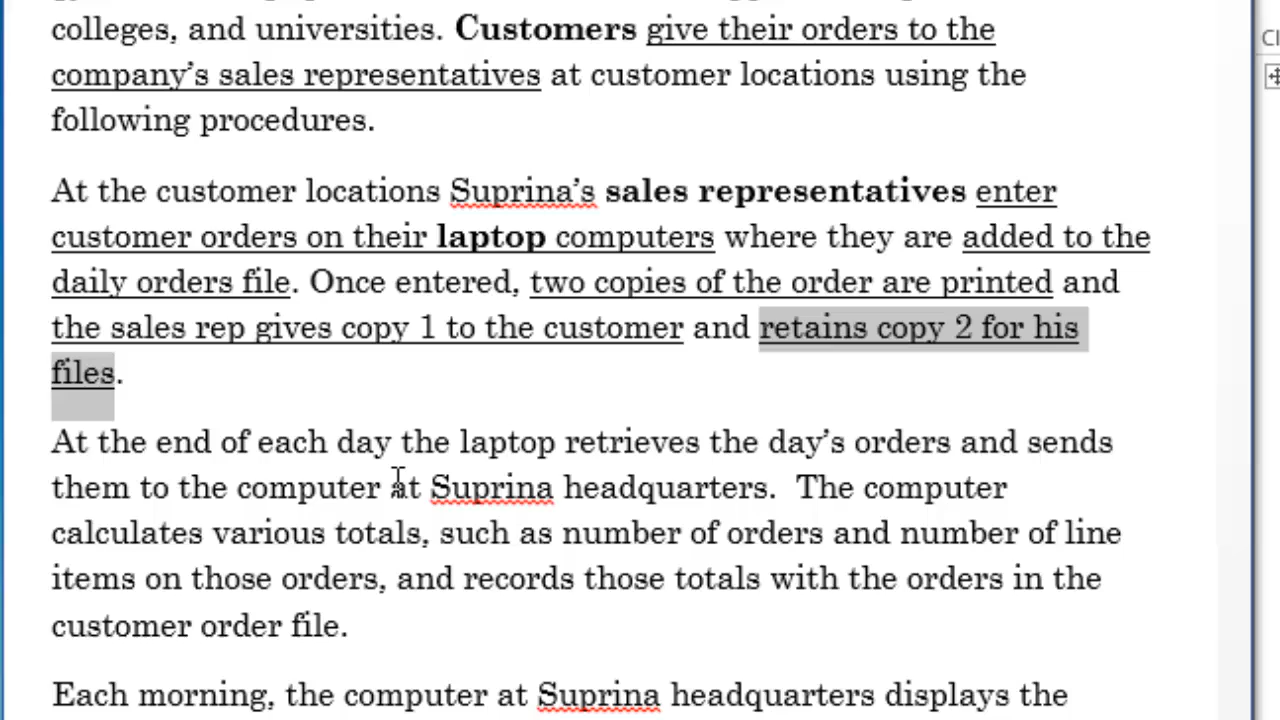 colleges, and universities. Customers give their orders to the
company's sales representatives at customer locations using the
following procedures.
At the customer locations Suprina's sales representatives enter
customer orders on their laptop computers where they are added to the
daily orders file. Once entered, two copies of the order are printed and
the sales rep gives copy 1 to the customer and retains copy 2 for his
files.
At the end of each day the laptop retrieves the day's orders and sends
them to the computer at Suprina headquarters.  The computer
calculates various totals, such as number of orders and number of line
items on those orders, and records those totals with the orders in the
customer order file.
Each morning, the computer at Suprina headquarters displays the